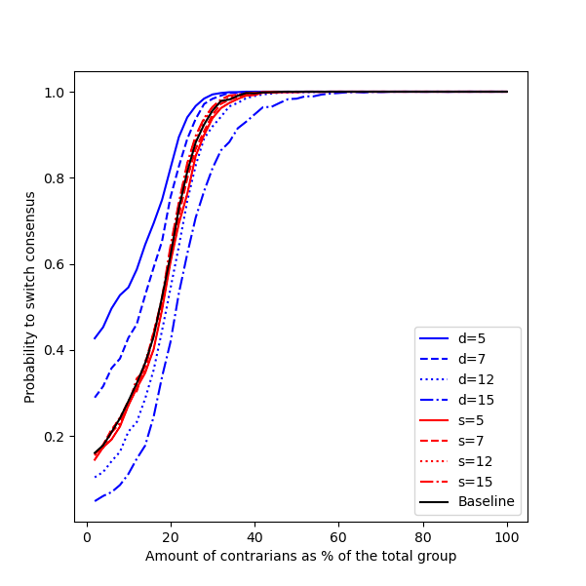 1.0
0.8
0.6
0.4
0.2
Probability to switch consensus
d=5
d=7
d=12
d=15
s=5
s=7
s=12
s=15
Baseline
0 20 40 60 80 100
Amount of contrarians as % of the total group